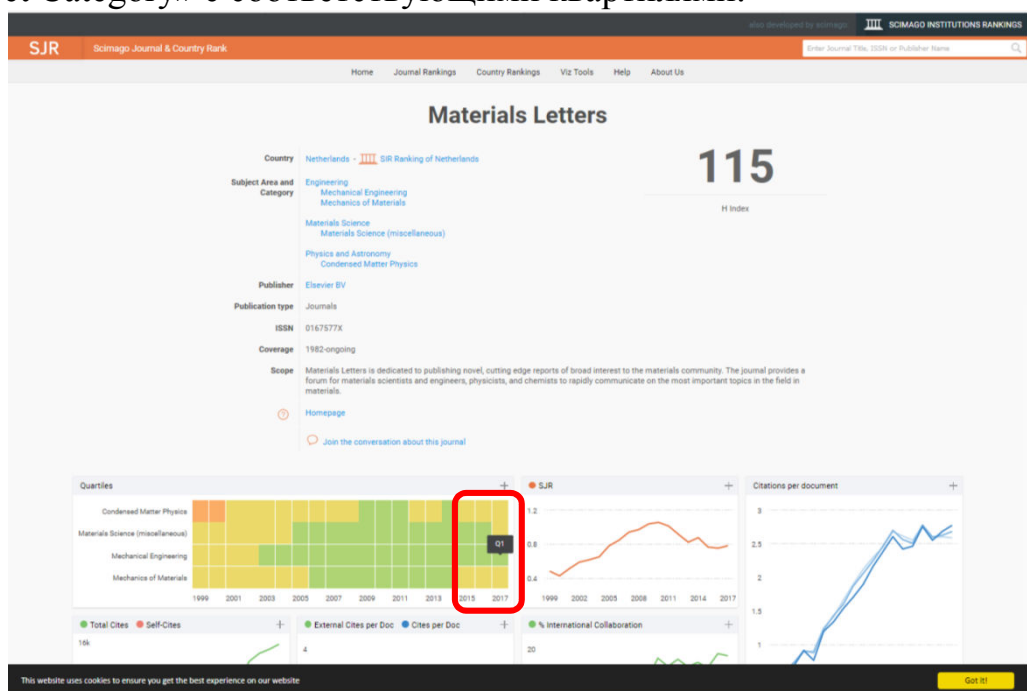 ct Category» с соответствующими квартилями:
also developed by scimago: SCIMAGO INSTITUTIONS RANKINGS
SJR Scimago Journal & Country Rank Enter Journal Title, ISSN or Publisher Name
Home Journal Rankings Country Rankings Viz Tools Help About Us
Materials Letters
Country Netherlands - SIR Ranking of Netherlands
115
H Index
Subject Area and Category
Engineering
Mechanical Engineering
Mechanics of Materials
Materials Science
Materials Science (miscellaneous)
Physics and Astronomy
Condensed Matter Physics
Publisher Elsevier BV
Publication type Journals
ISSN 0167577X
Coverage 1982-ongoing
Scope Materials Letters is dedicated to publishing novel, cutting edge reports of broad interest to the materials community. The journal provides a
forum for materials scientists and engineers, physicists, and chemists to rapidly communicate on the most important topics in the field in
materials.
? Homepage
Join the conversation about this journal
Quartiles +
Condensed Matter Physics
Materials Science (miscellaneous)
Mechanical Engineering
Mechanics of Materials
Q1
1999 2001 2003 2005 2007 2009 2011 2013 2015 2017
SJR +
1.2
0.8
0.4
1999 2002 2005 2008 2011 2014 2017
Citations per document +
3
2.5
2
1.5
1
Total Cites Self-Cites +
16k
External Cites per Doc Cites per Doc +
4
% International Collaboration +
20
This website uses cookies to ensure you get the best experience on our website Got it!